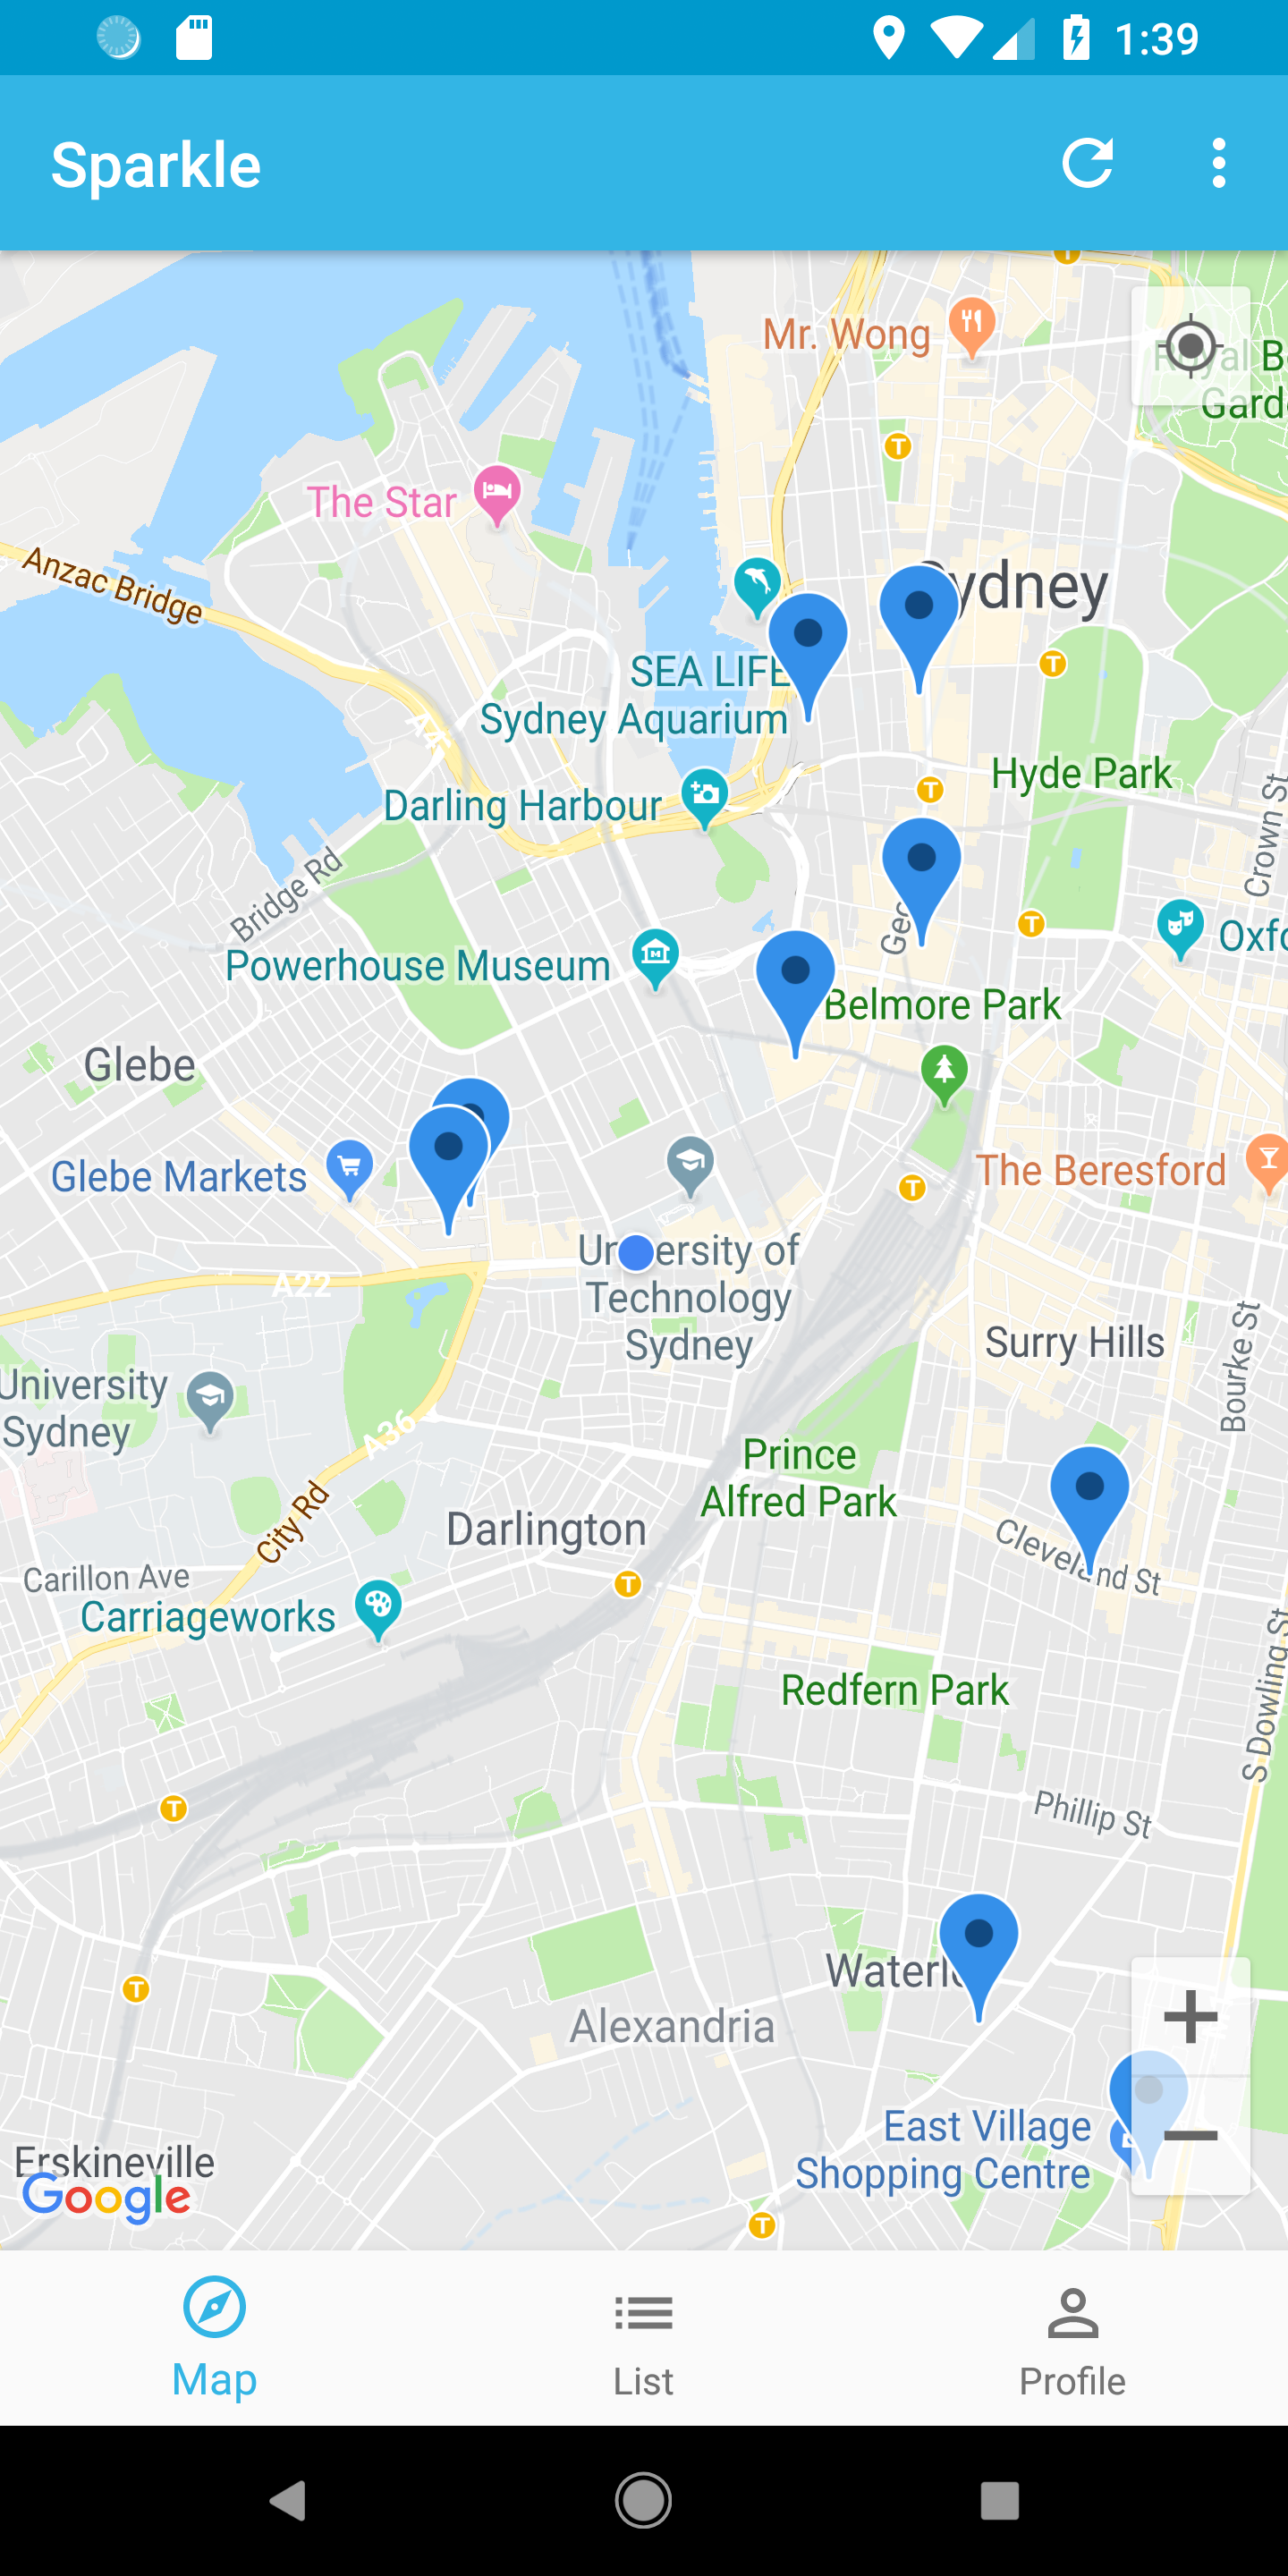 1:39
Sparkle
Mr. Wong
Royal B
Gard
The Star
Anzac Bridge
Sydney
SEA LIFE
Sydney Aquarium
Hyde Park
Darling Harbour
Crown St
Bridge Rd
Geo
Oxfo
Powerhouse Museum
Belmore Park
Glebe
Glebe Markets
The Beresford
University of
Technology
Sydney
A22
Surry Hills
Bourke St
University
Sydney
A36
Prince
Alfred Park
City Rd
Darlington
Cleveland St
Carillon Ave
Carriageworks
Redfern Park
S Dowling St
Phillip St
Waterlo
Alexandria
East Village
Shopping Centre
Erskineville
Google
Map
List
Profile